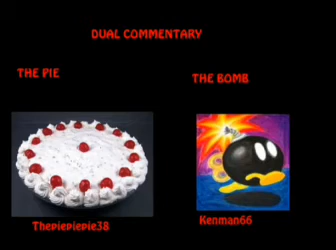 DUAL COMMENTARY
THE PIE
THE BOMB
Thepiepiepie38
Kenman66